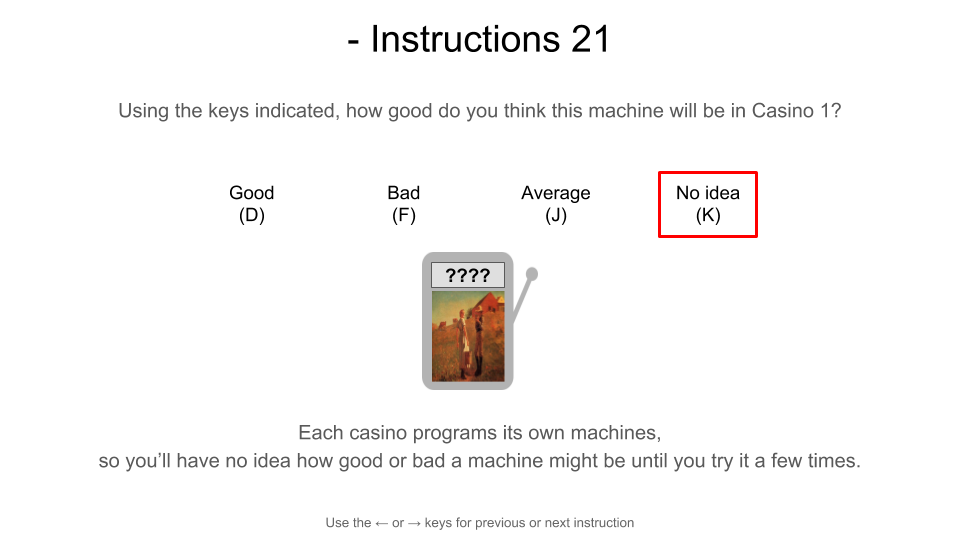 - Instructions 21
Using the keys indicated, how good do you think this machine will be in Casino 1?
Good Bad Average No idea
(D) (F) (J) (K)
????
Each casino programs its own machines,
so you’ll have no idea how good or bad a machine might be until you try it a few times.
Use the ← or → keys for previous or next instruction